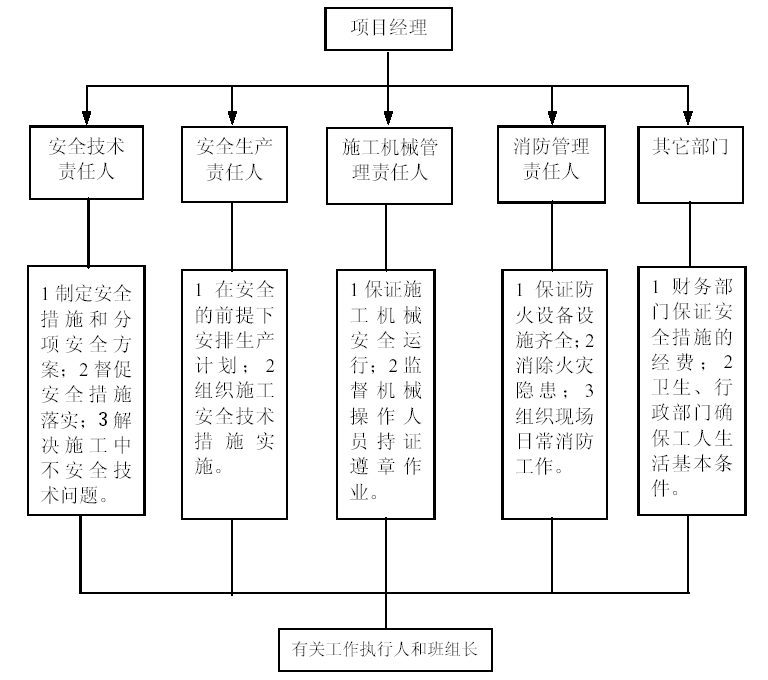 项目经理
安全技术
责任人
安全生产
责任人
施工机械管
理责任人
消防管理
责任人
其它部门
1 制定安全
措施和分
项安全方
案；2 督促
安全措施
落实；3 解
决施工中
不安全技
术问题。
1 在安全
的前提下
安排生产
计划；2
组织施工
安全技术
措施实
施。
1 保证施
工机械
安全运
行；2 监
督机械
操作人
员持证
遵章作
业。
1 保证防
火设备设
施齐全；2
消除火灾
隐患；3
组织现场
日常消防
工作。
1 财务部
门保证安
全措施的
经费；2
卫生、行
政部门确
保工人生
活基本条
件。
有关工作执行人和班组长